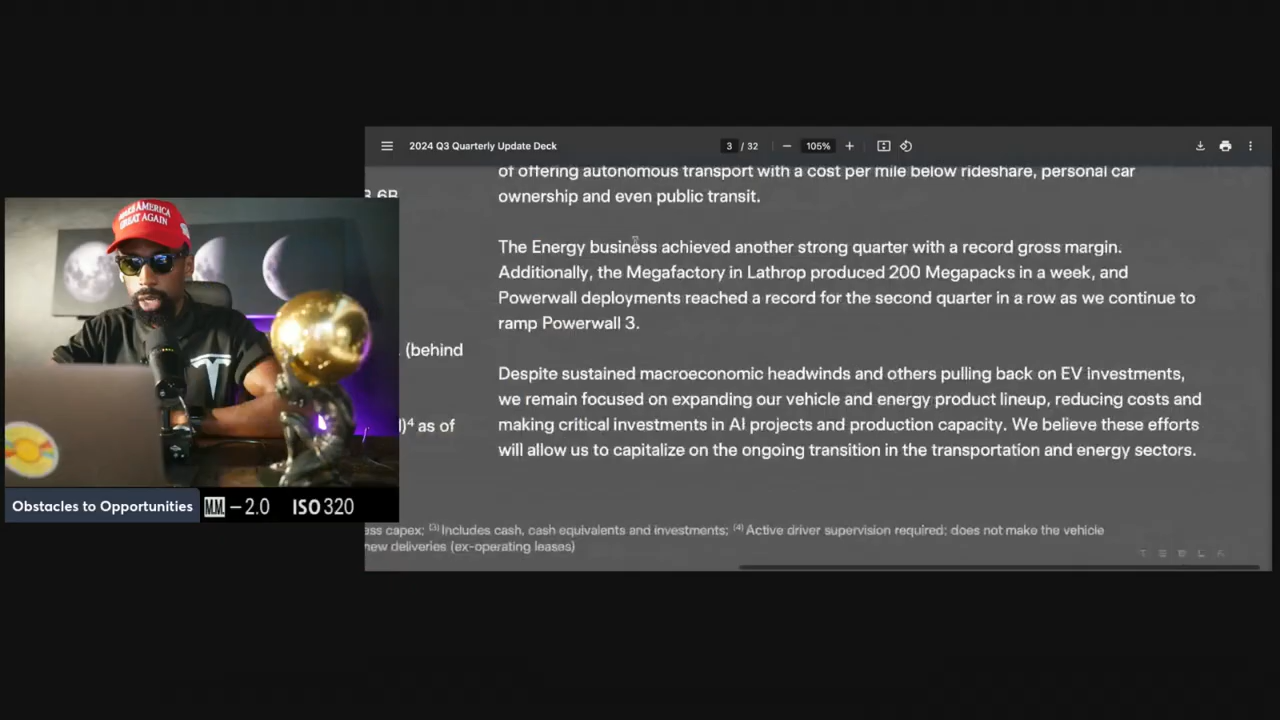 2024 Q3 Quarterly Update Deck
3 / 32
105%
of offering autonomous transport with a cost per mile below rideshare, personal car
ownership and even public transit.
The Energy business achieved another strong quarter with a record gross margin.
Additionally, the Megafactory in Lathrop produced 200 Megapacks in a week, and
Powerwall deployments reached a record for the second quarter in a row as we continue to
ramp Powerwall 3.
Despite sustained macroeconomic headwinds and others pulling back on EV investments,
we remain focused on expanding our vehicle and energy product lineup, reducing costs and
making critical investments in AI projects and production capacity. We believe these efforts
will allow us to capitalize on the ongoing transition in the transportation and energy sectors.
(behind
)⁴ as of
ess capex; ⁽³⁾ Includes cash, cash equivalents and investments; ⁽⁴⁾ Active driver supervision required; does not make the vehicle
new deliveries (ex-operating leases)
T E S L A
MAKE AMERICA
GREAT AGAIN
Obstacles to Opportunities
M.M. – 2.0 ISO 320